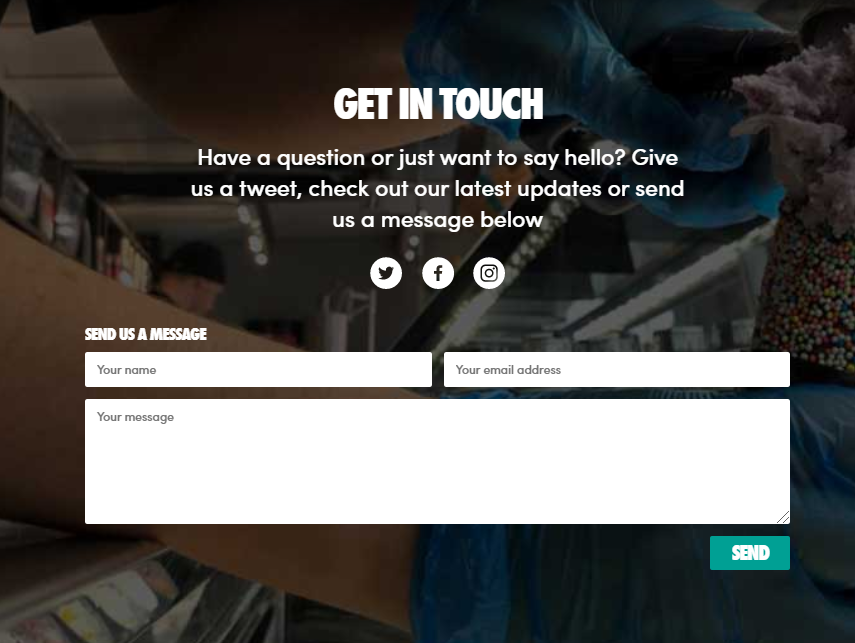 GET IN TOUCH
Have a question or just want to say hello? Give
us a tweet, check out our latest updates or send
us a message below
SEND US A MESSAGE
Your name
Your email address
Your message
SEND